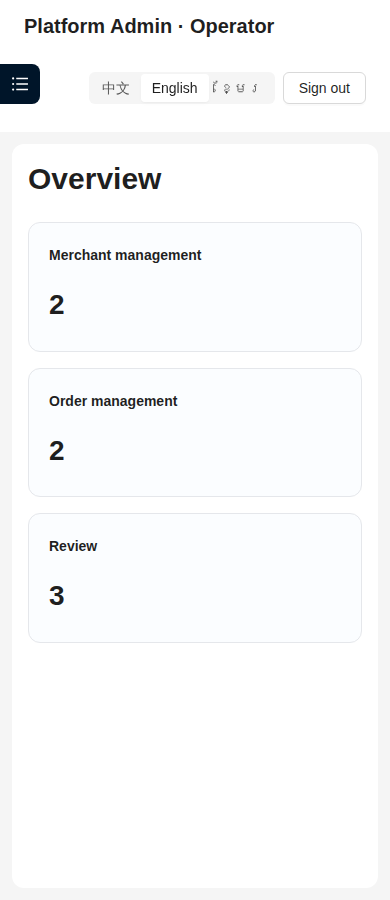 Platform Admin · Operator
中文 English ខ្មែរ Sign out
Overview
Merchant management
2
Order management
2
Review
3